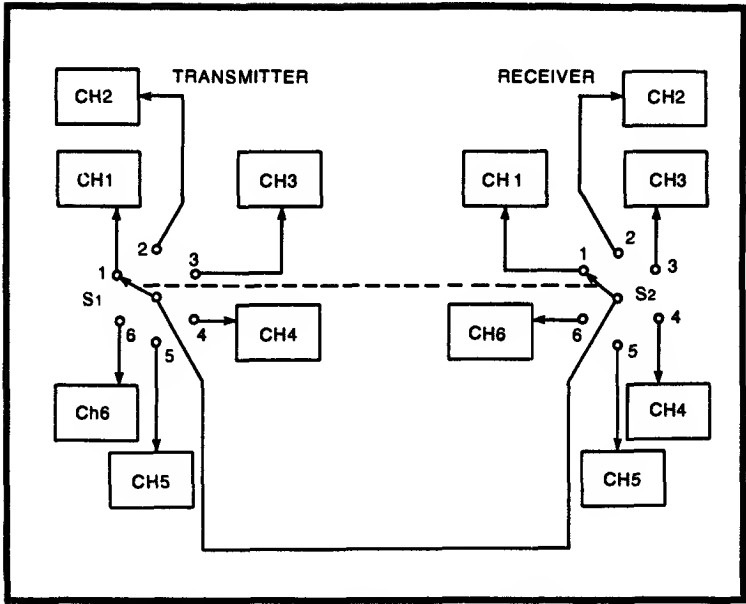 TRANSMITTER
RECEIVER
CH2
CH2
CH1
CH3
CH1
CH3
2
2
1
3
1
3
S1
S2
6
5
4
CH4
CH6
6
5
4
Ch6
CH4
CH5
CH5